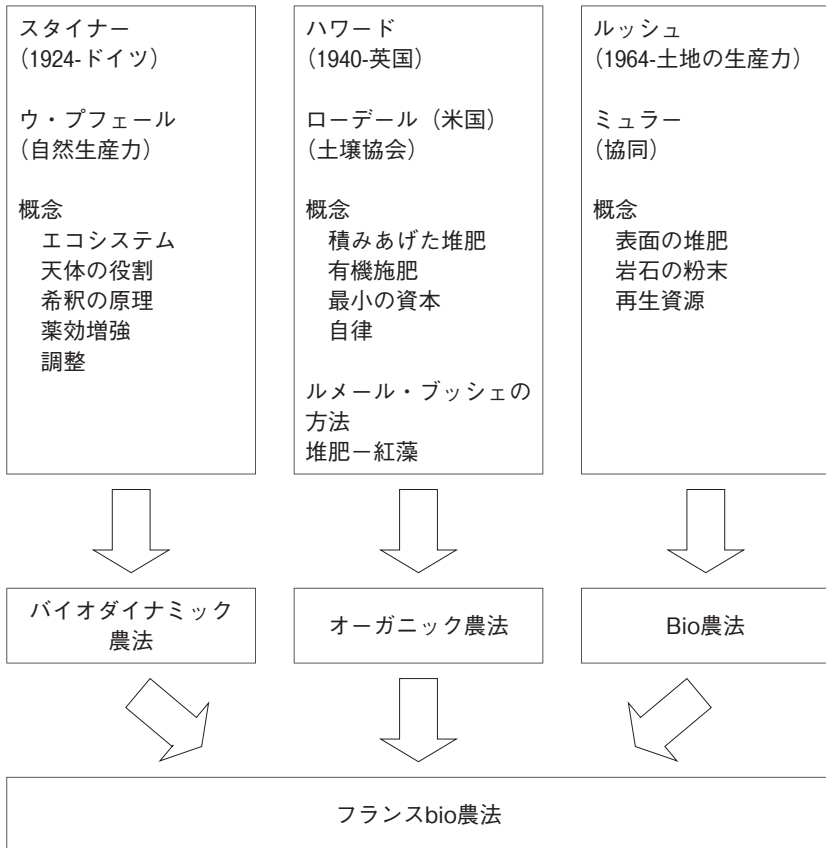 スタイナー
（1924-ドイツ）
ウ・プフェール
（自然生産力）
概念
エコシステム
天体の役割
希釈の原理
薬効増強
調整
ハワード
（1940-英国）
ローデール（米国）
（土壌協会）
概念
積みあげた堆肥
有機施肥
最小の資本
自律
ルメール・ブッシェの
方法
堆肥－紅藻
ルッシュ
（1964-土地の生産力）
ミュラー
（協同）
概念
表面の堆肥
岩石の粉末
再生資源
バイオダイナミック
農法
オーガニック農法
Bio農法
フランスbio農法